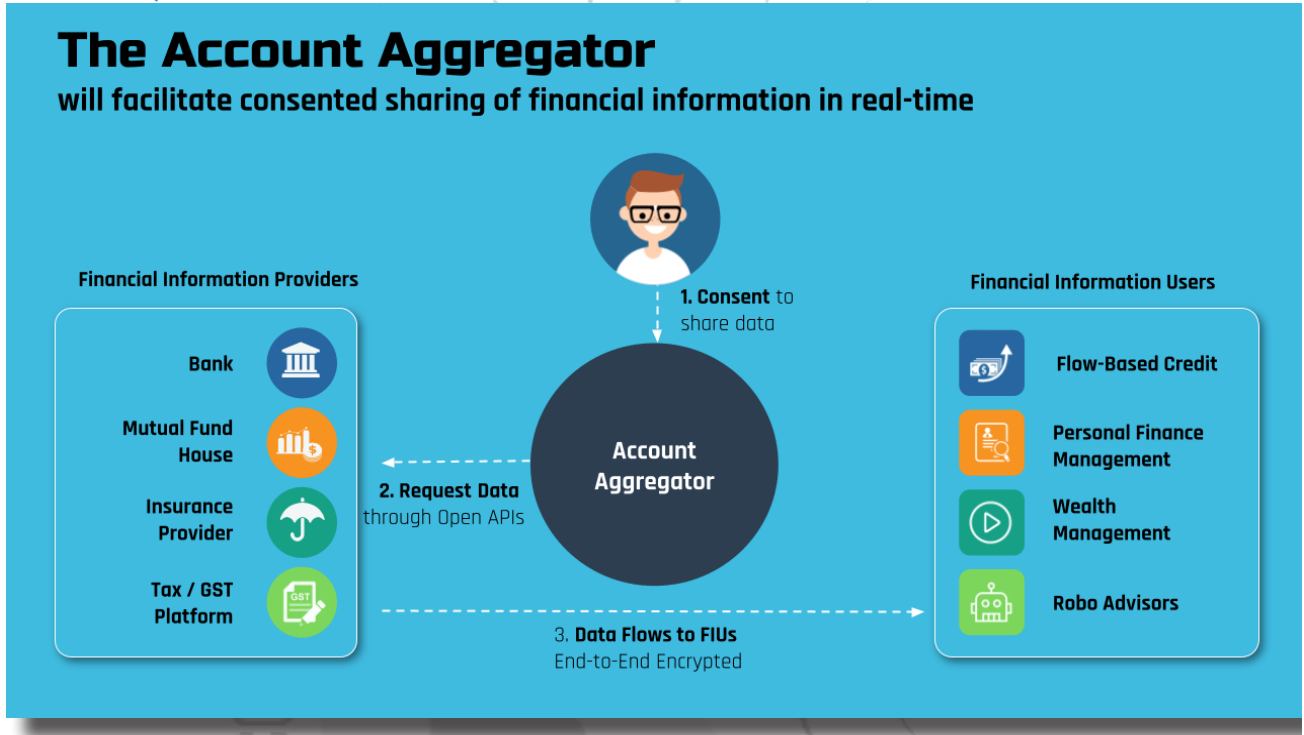 The Account Aggregator
will facilitate consented sharing of financial information in real-time
1. Consent to
share data
Financial Information Providers
Bank
Mutual Fund
House
Insurance
Provider
Tax / GST
Platform
GST
Account
Aggregator
2. Request Data
through Open APIs
3. Data Flows to FIUs
End-to-End Encrypted
Financial Information Users
Flow-Based Credit
Personal Finance
Management
Wealth
Management
Robo Advisors